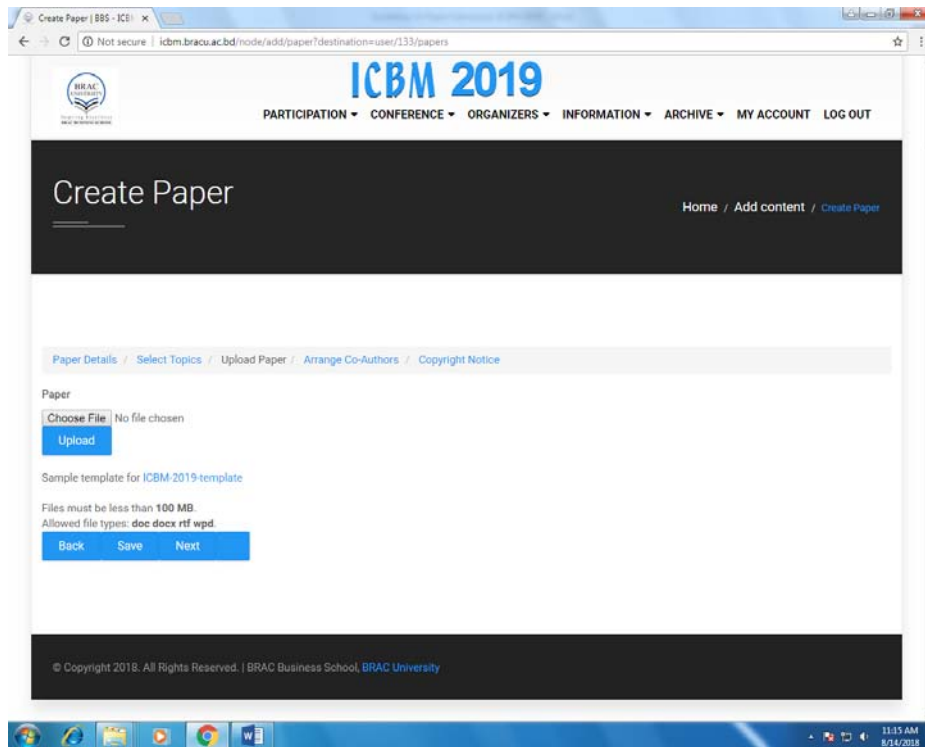 Create Paper | BBS - ICB
Not secure | icbm.bracu.ac.bd/node/add/paper?destination=user/133/papers
BRAC
UNIVERSITY
ICBM 2019
PARTICIPATION CONFERENCE ORGANIZERS INFORMATION ARCHIVE MY ACCOUNT LOG OUT
Create Paper
Home / Add content / Create Paper
Paper Details / Select Topics / Upload Paper / Arrange Co-Authors / Copyright Notice
Paper
Choose File No file chosen
Upload
Sample template for ICBM-2019-template
Files must be less than 100 MB.
Allowed file types: doc docx rtf wpd.
Back Save Next
© Copyright 2018. All Rights Reserved. | BRAC Business School, BRAC University
11:15 AM
8/14/2018